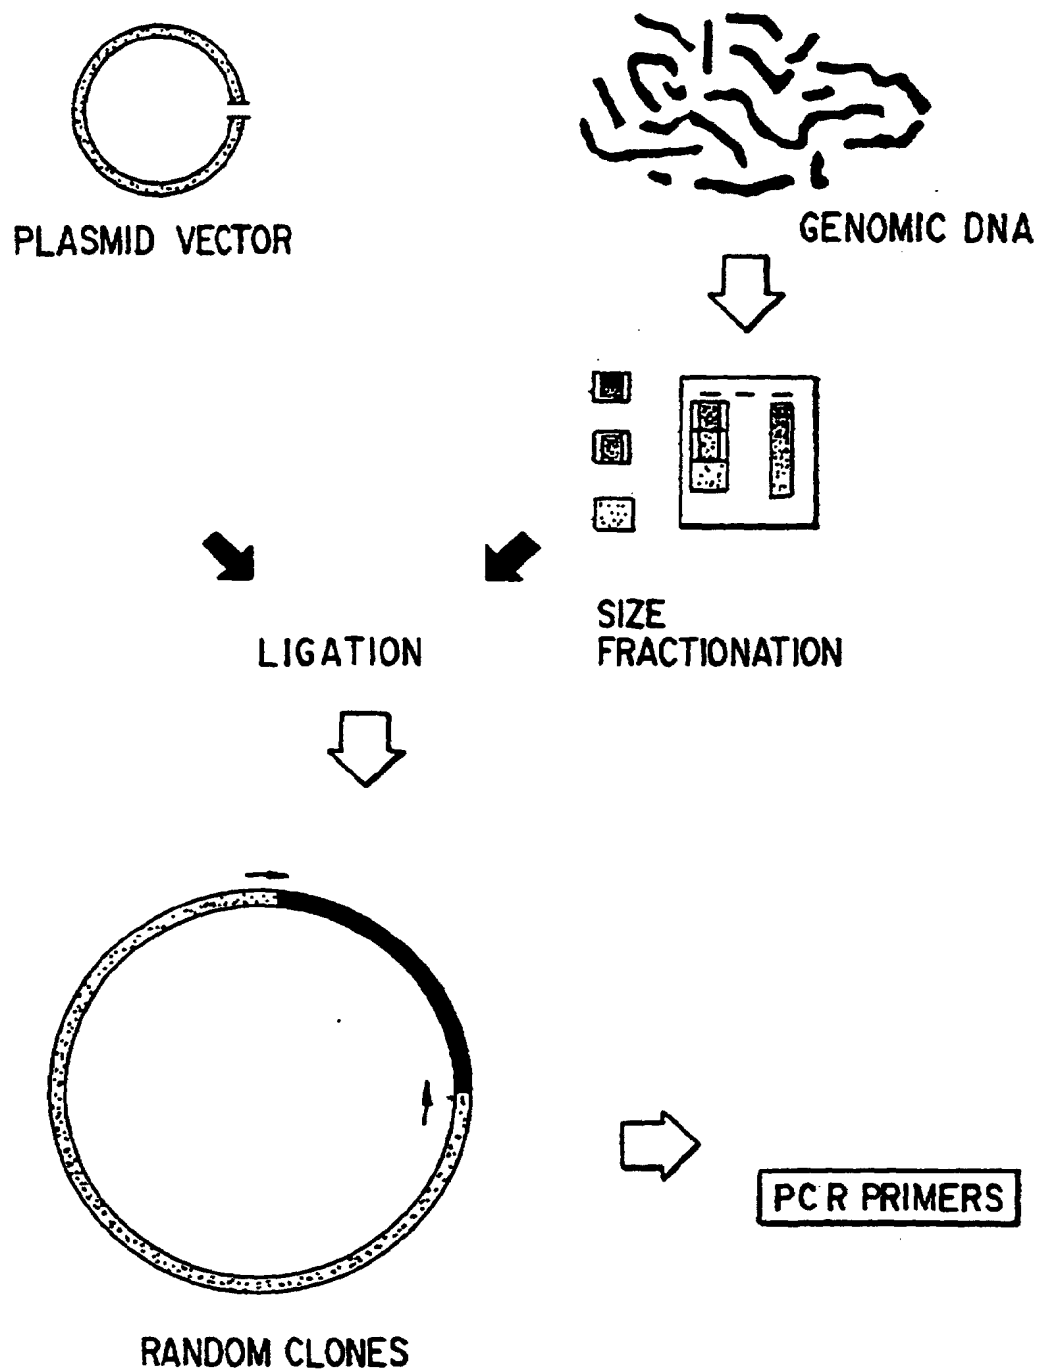 PLASMID VECTOR
GENOMIC DNA
SIZE
FRACTIONATION
LIGATION
PCR PRIMERS
RANDOM CLONES